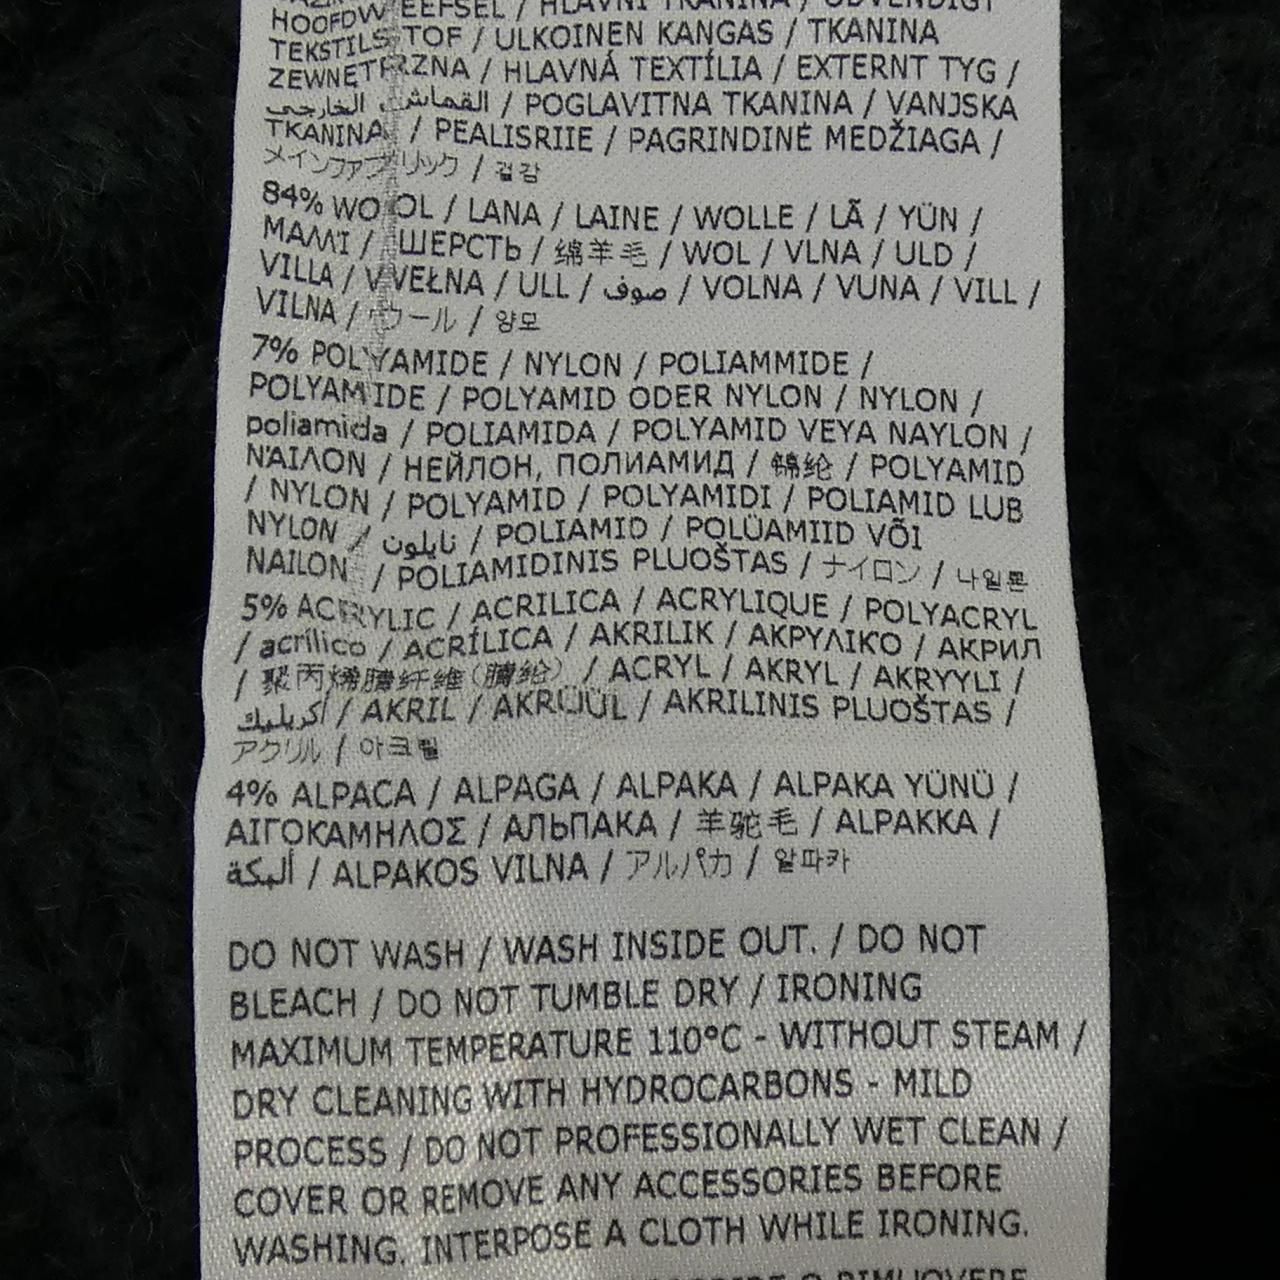 HOOFDWEEFSEL / HLAVNÍ TKANINA / UDVENDIGT
TEKSTILSTOF / ULKOINEN KANGAS / TKANINA
ZEWNĘTRZNA / HLAVNÁ TEXTÍLIA / EXTERNT TYG /
القماش الخارجي / POGLAVITNA TKANINA / VANJSKA
TKANINA / PEALISRIIE / PAGRINDINĖ MEDŽIAGA /
メインファブリック / 겉감
84% WOOL / LANA / LAINE / WOLLE / LÃ / YÜN /
ΜΑΛΛΙ / ШЕРСТЬ / 绵羊毛 / WOL / VLNA / ULD /
VILLA / WEŁNA / ULL / صوف / VOLNA / VUNA / VILL /
VILNA / ウール / 양모
7% POLYAMIDE / NYLON / POLIAMMIDE /
POLYAMIDE / POLYAMID ODER NYLON / NYLON /
poliamida / POLIAMIDA / POLYAMID VEYA NAYLON /
ΝΑΙΛΟΝ / НЕЙЛОН, ПОЛИАМИД / 锦纶 / POLYAMID
/ NYLON / POLYAMID / POLYAMIDI / POLIAMID LUB
NYLON / نايلون / POLIAMID / POLÜAMIID VÕI
NAILON / POLIAMIDINIS PLUOŠTAS / ナイロン / 나일론
5% ACRYLIC / ACRILICA / ACRYLIQUE / POLYACRYL
/ acrílico / ACRÍLICA / AKRILIK / ΑΚΡΥΛΙΚΟ / АКРИЛ
/ 聚丙烯腈纤维(腈纶) / ACRYL / AKRYL / AKRYYLI /
أكريليك / AKRIL / AKRÜÜL / AKRILINIS PLUOŠTAS /
アクリル / 아크릴
4% ALPACA / ALPAGA / ALPAKA / ALPAKA YÜNÜ /
ΑΙΓΟΚΑΜΗΛΟΣ / АЛЬПАКА / 羊驼毛 / ALPAKKA /
ألبكة / ALPAKOS VILNA / アルパカ / 알파카
DO NOT WASH / WASH INSIDE OUT. / DO NOT
BLEACH / DO NOT TUMBLE DRY / IRONING
MAXIMUM TEMPERATURE 110°C - WITHOUT STEAM /
DRY CLEANING WITH HYDROCARBONS - MILD
PROCESS / DO NOT PROFESSIONALLY WET CLEAN /
COVER OR REMOVE ANY ACCESSORIES BEFORE
WASHING. INTERPOSE A CLOTH WHILE IRONING.
O RIMUOVERE